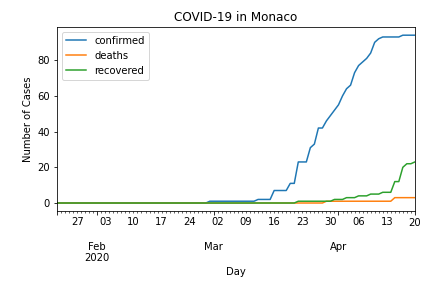 COVID-19 in Monaco
confirmed
deaths
recovered
Number of Cases
80
60
40
20
0
27 03 10 17 24 02 09 16 23 30 06 13 20
Feb Mar Apr
2020
Day